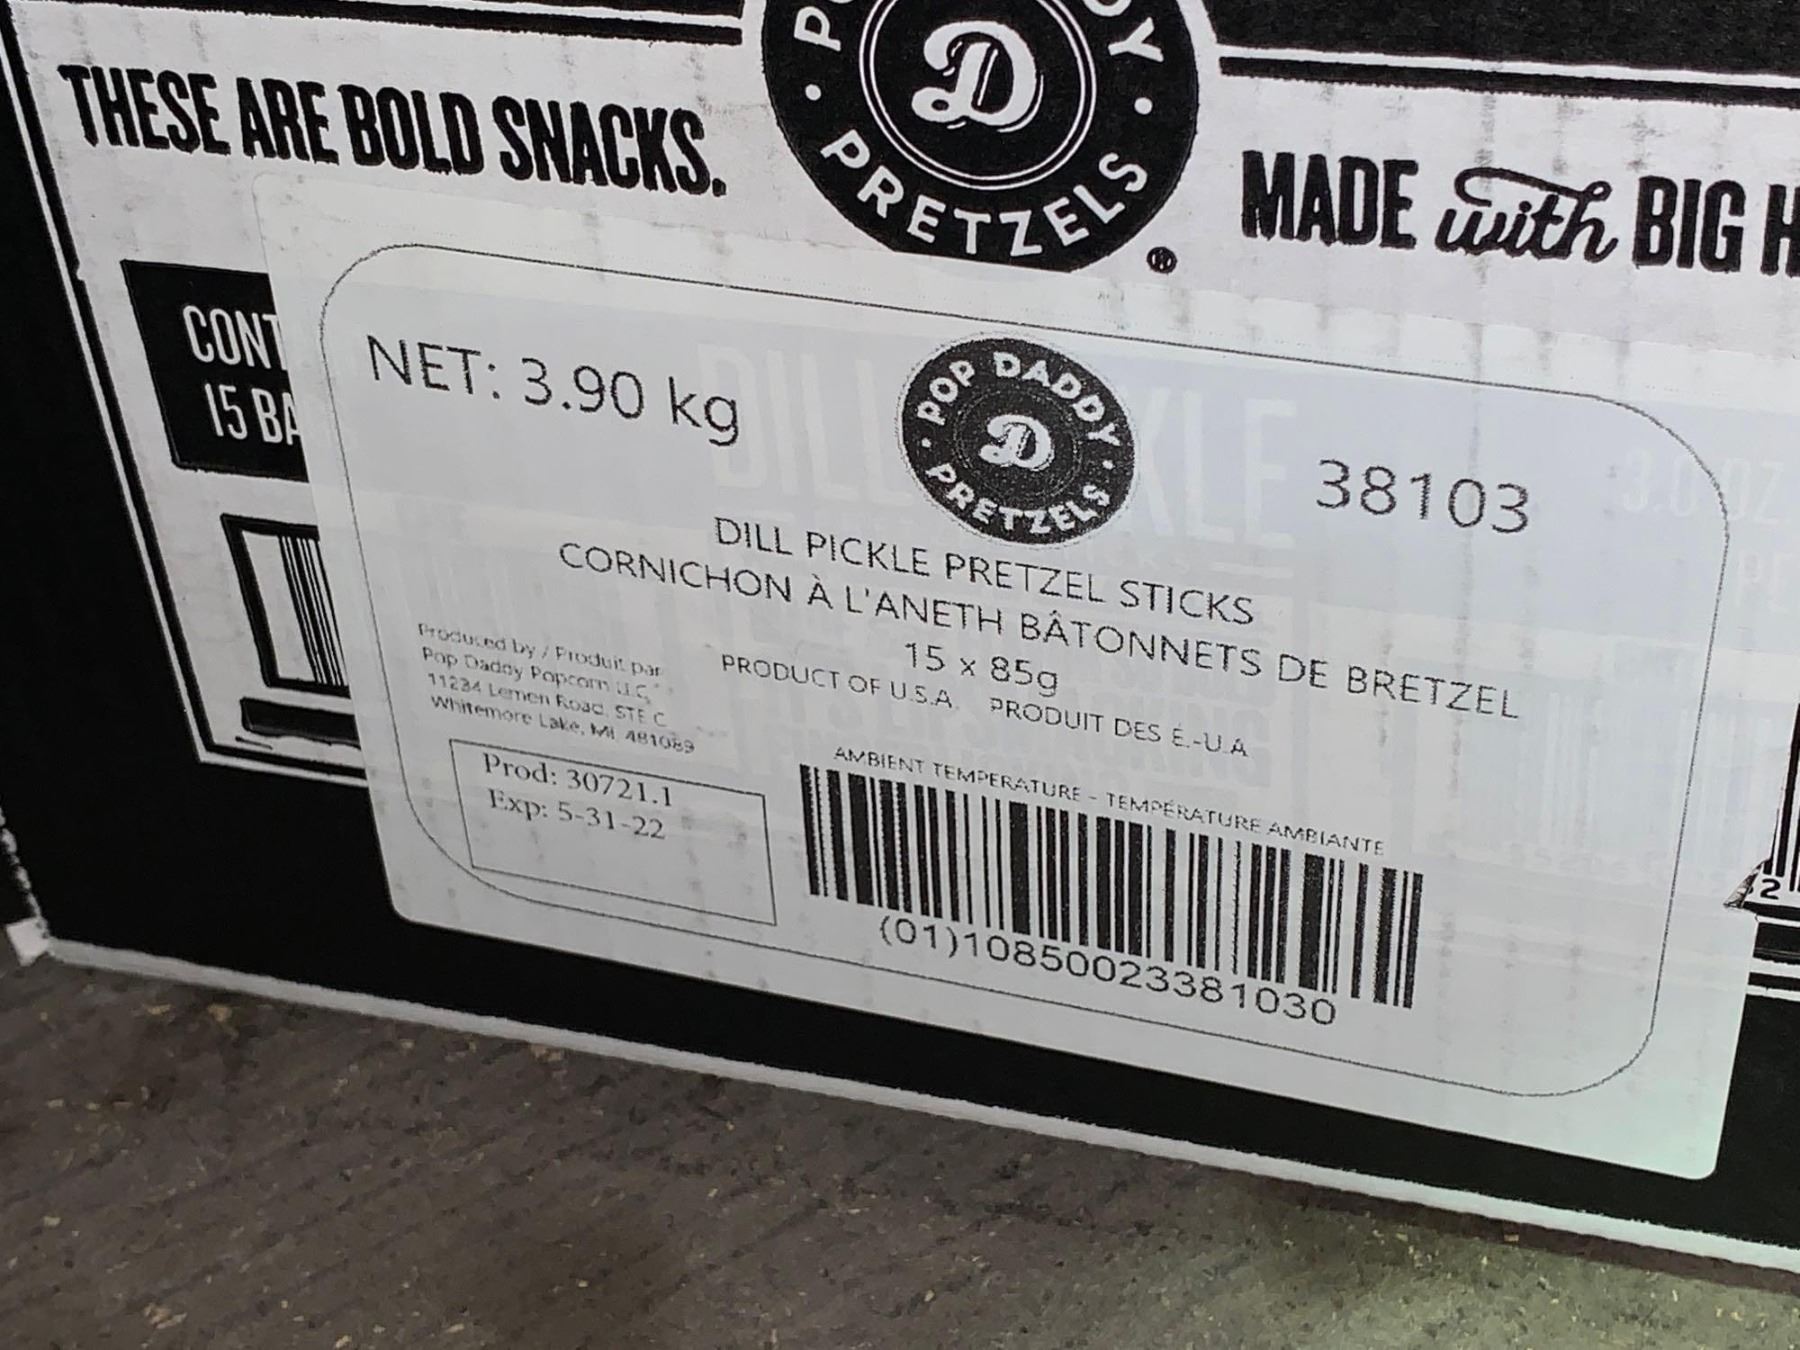 THESE ARE BOLD SNACKS.
D
PRETZELS
®
MADE with BIG
CONT
15 BA
NET: 3.90 kg
POP DADDY
D
PRETZELS
38103
DILL PICKLE PRETZEL STICKS
CORNICHON À L'ANETH BÂTONNETS DE BRETZEL
15 x 85g
PRODUCT OF U.S.A. PRODUIT DES É.-U.A
Produced by / Produit par
Pop Daddy Popcorn LLC
11234 Lemen Road, STE C
Whitemore Lake, MI, 481089
Prod: 30721.1
Exp: 5-31-22
AMBIENT TEMPERATURE - TEMPÉRATURE AMBIANTE
(01)10850023381030